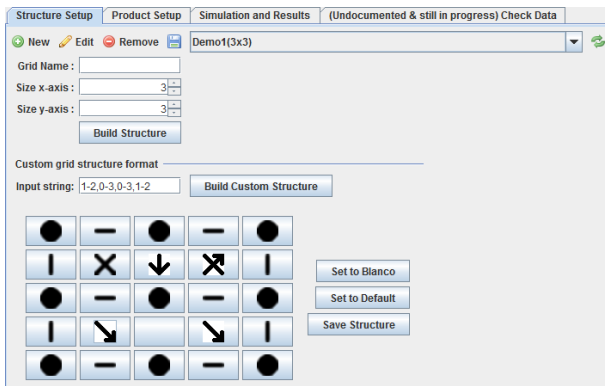 Structure Setup Product Setup Simulation and Results (Undocumented & still in progress) Check Data
New Edit Remove Demo1(3x3)
Grid Name :
Size x-axis : 3
Size y-axis : 3
Build Structure
Custom grid structure format
Input string: 1-2,0-3,0-3,1-2 Build Custom Structure
Set to Blanco
Set to Default
Save Structure